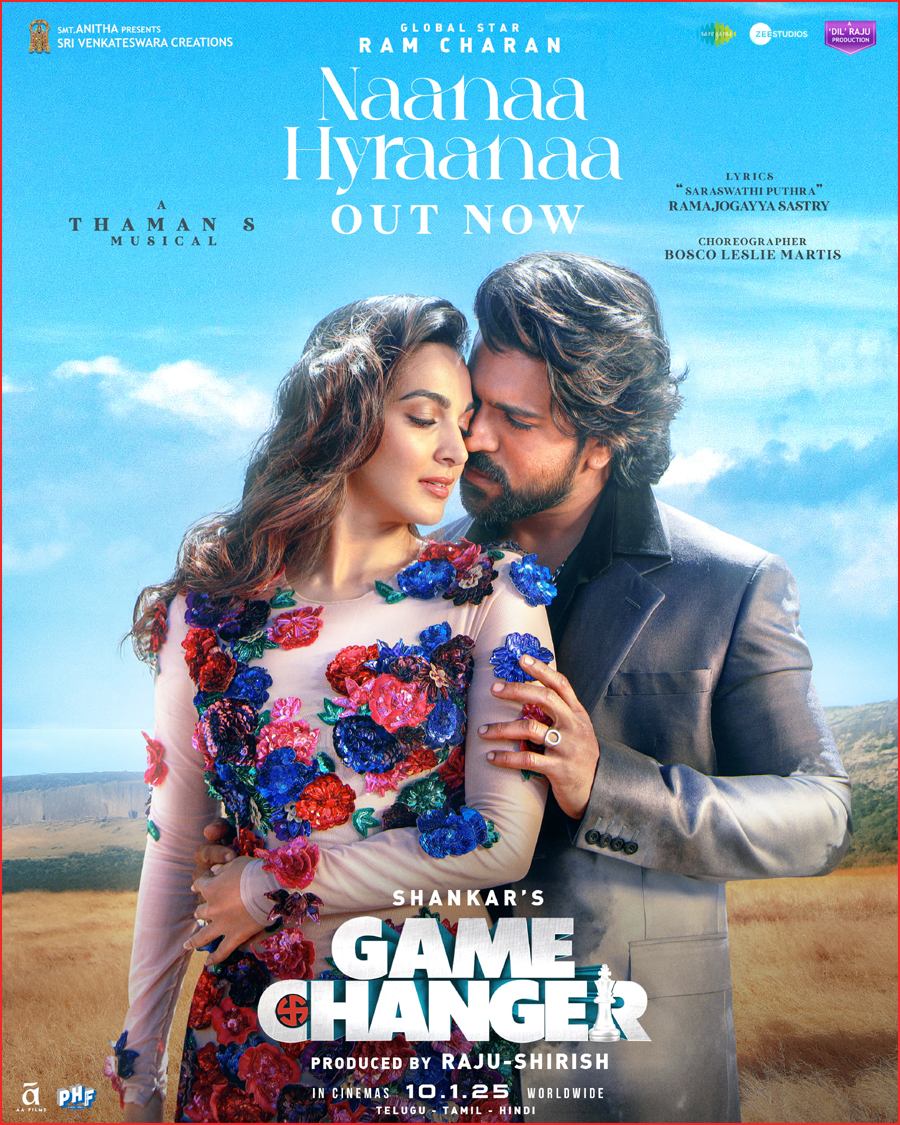 SMT. ANITHA PRESENTS
SRI VENKATESWARA CREATIONS
GLOBAL STAR
RAM CHARAN
SAREGAMA
ZEE STUDIOS
A
'DIL' RAJU
PRODUCTION
Naanaa
Hyraanaa
OUT NOW
A
THAMAN S
MUSICAL
LYRICS
“SARASWATHI PUTHRA”
RAMAJOGAYYA SASTRY
CHOREOGRAPHER
BOSCO LESLIE MARTIS
SHANKAR'S
GAME
CHANGER
PRODUCED BY RAJU-SHIRISH
IN CINEMAS 10.1.25 WORLDWIDE
TELUGU - TAMIL - HINDI
ā
AA FILMS
PHF